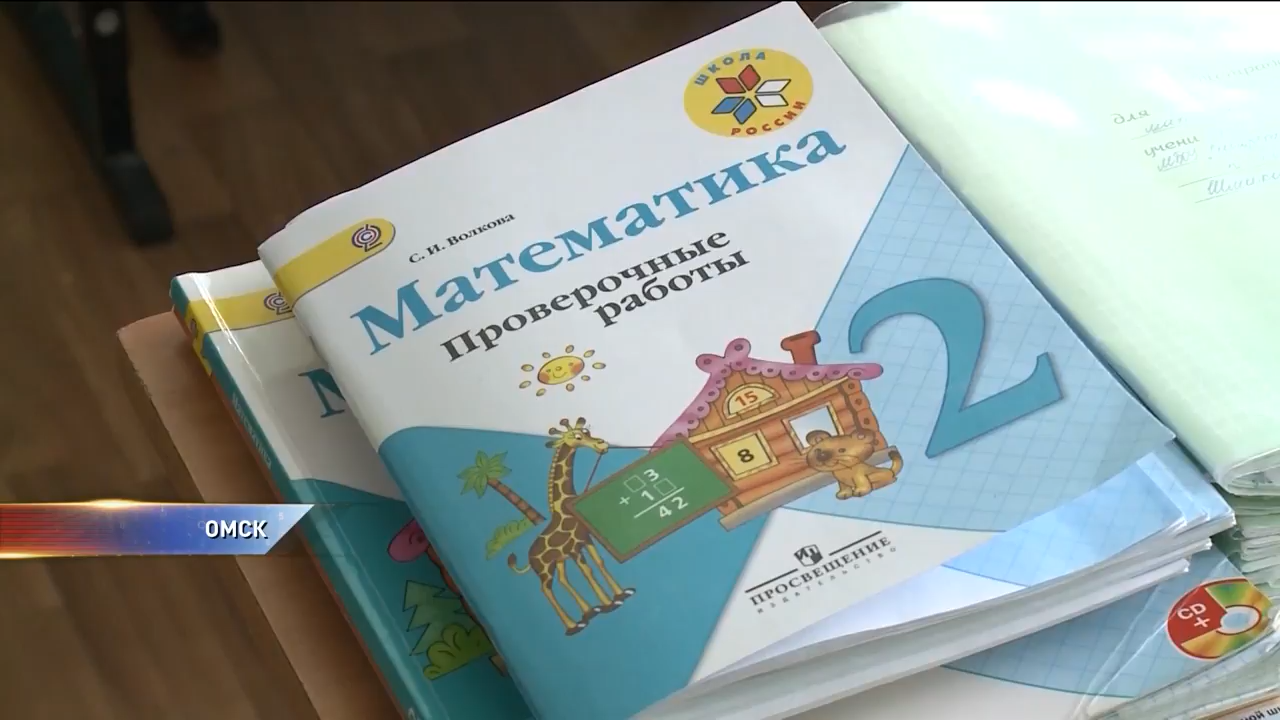 ШКОЛА
РОССИИ
С. И. Волкова
Математика
Проверочные
работы
2
15
8
3
+ 1
42
ПРОСВЕЩЕНИЕ
ИЗДАТЕЛЬСТВО
М
для
учени
CD
+
ОМСК